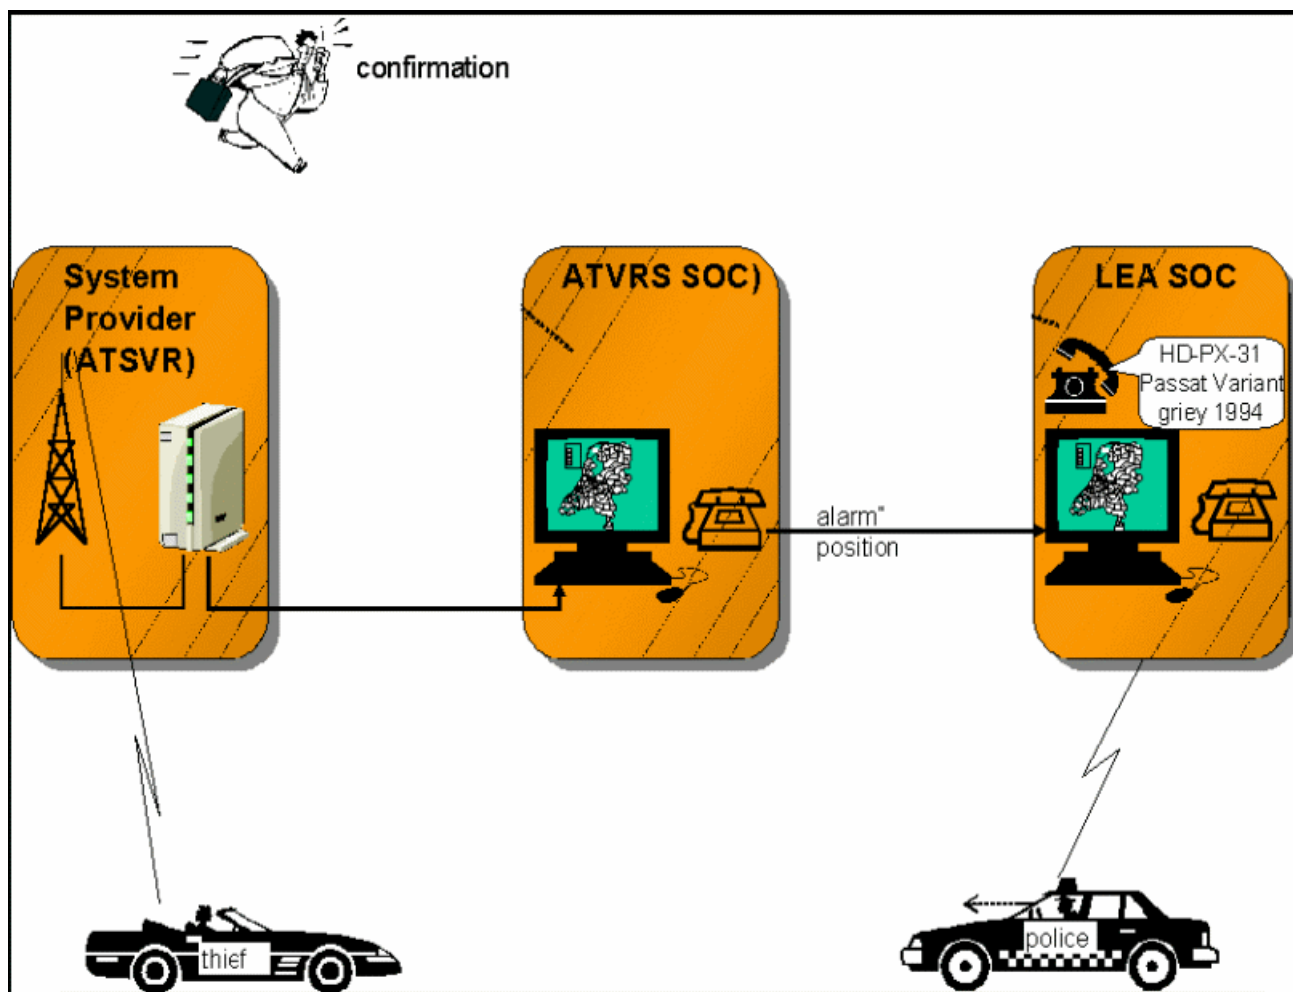 confirmation
System
Provider
(ATSVR)
ATVRS SOC)
LEA SOC
HD-PX-31
Passat Variant
griey 1994
alarm"
position
thief
police